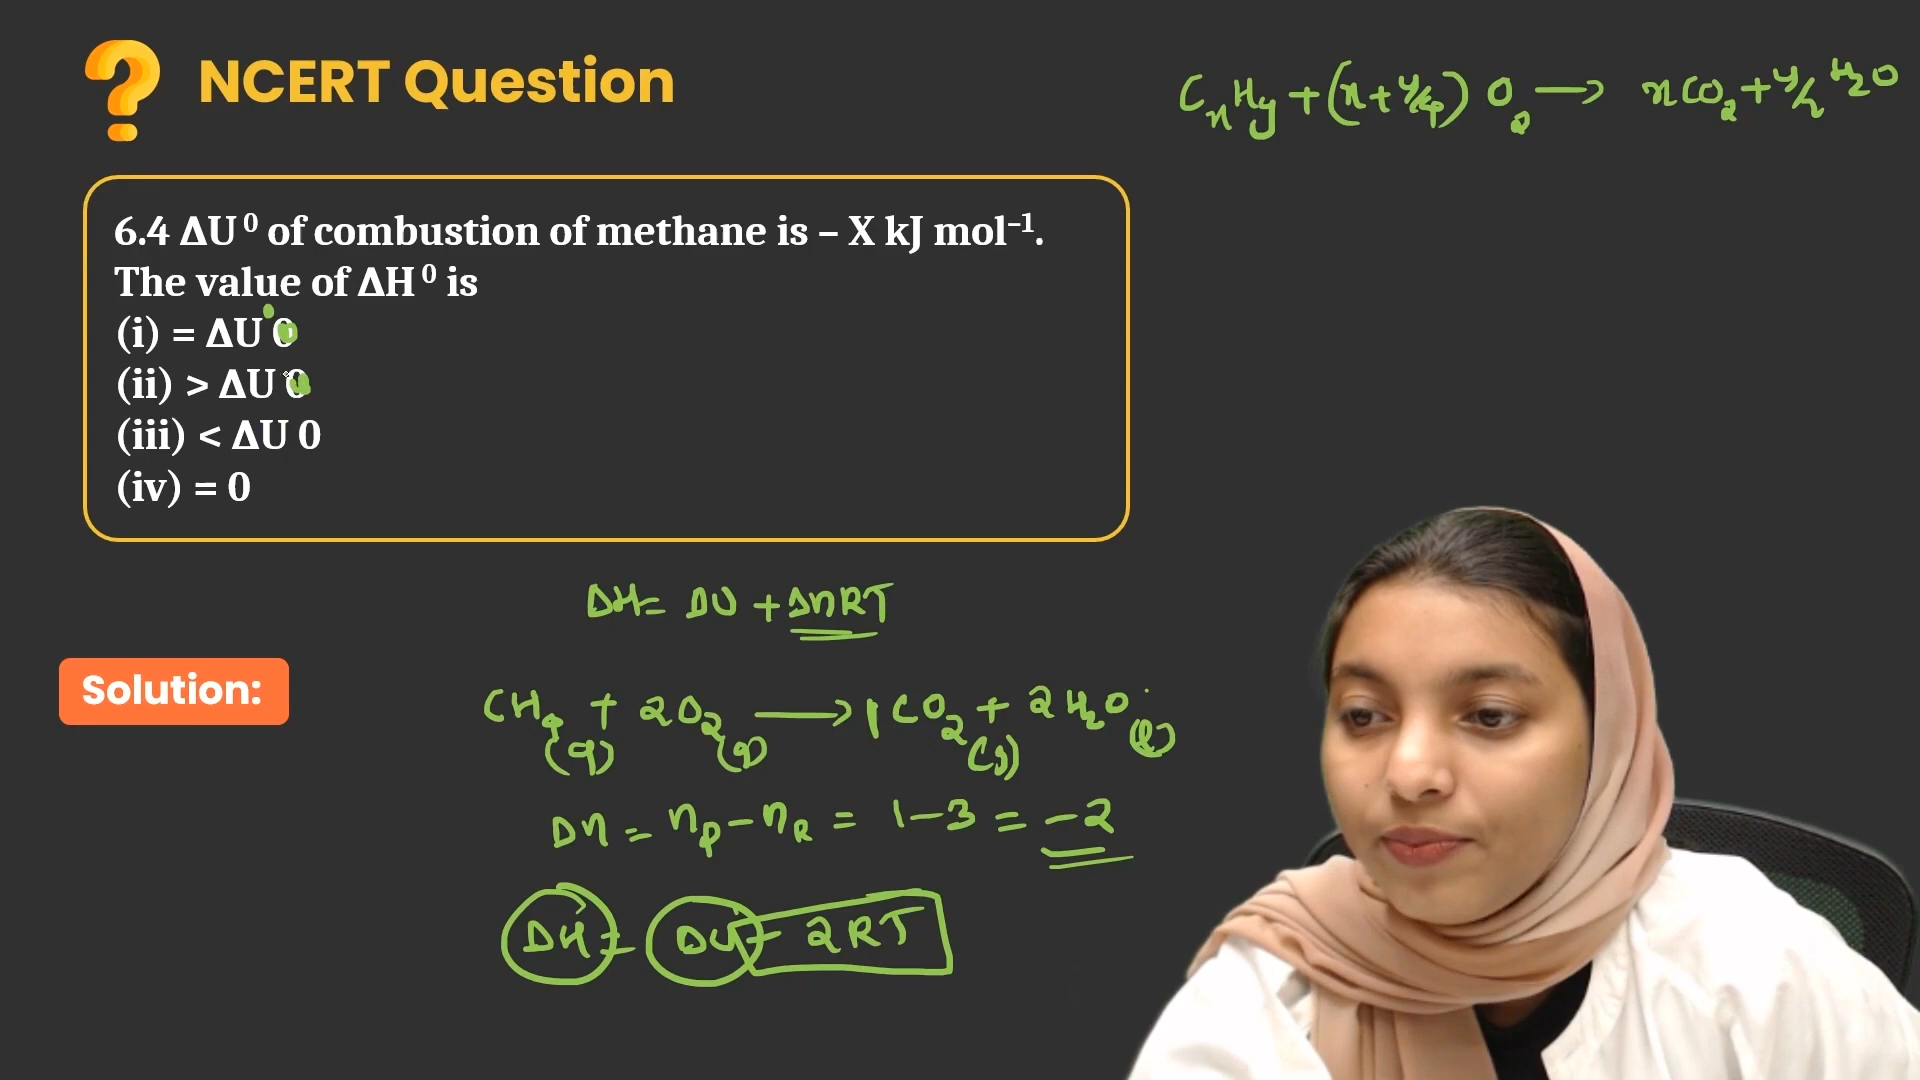 NCERT Question
CxHy + (x + y/4) O2 → xCO2 + y/2 H2O
6.4 ΔU⁰ of combustion of methane is – X kJ mol⁻¹.
The value of ΔH⁰ is
(i) = ΔU 0
(ii) > ΔU 0
(iii) < ΔU 0
(iv) = 0
ΔH = ΔU + ΔnRT
Solution:
CH4 (g) + 2O2 (g) → 1CO2 (g) + 2H2O (l)
Δn = nP – nR = 1 – 3 = –2
ΔH = ΔU – 2RT